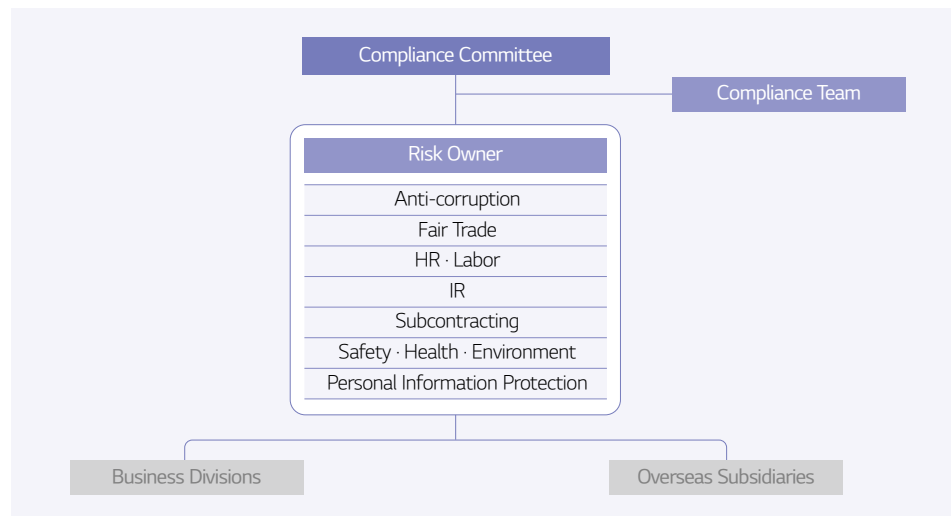 Compliance Committee
Compliance Team
Risk Owner
Anti-corruption
Fair Trade
HR · Labor
IR
Subcontracting
Safety · Health · Environment
Personal Information Protection
Business Divisions
Overseas Subsidiaries